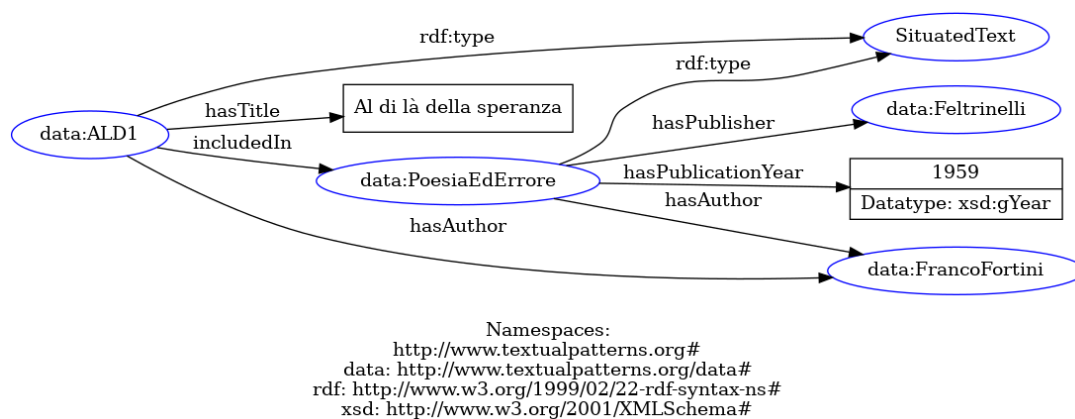 rdf:type
SituatedText
rdf:type
hasTitle
Al di là della speranza
data:ALD1
includedIn
hasPublisher
data:Feltrinelli
data:PoesiaEdErrore
hasPublicationYear
1959
Datatype: xsd:gYear
hasAuthor
hasAuthor
data:FrancoFortini
Namespaces:
http://www.textualpatterns.org#
data: http://www.textualpatterns.org/data#
rdf: http://www.w3.org/1999/02/22-rdf-syntax-ns#
xsd: http://www.w3.org/2001/XMLSchema#